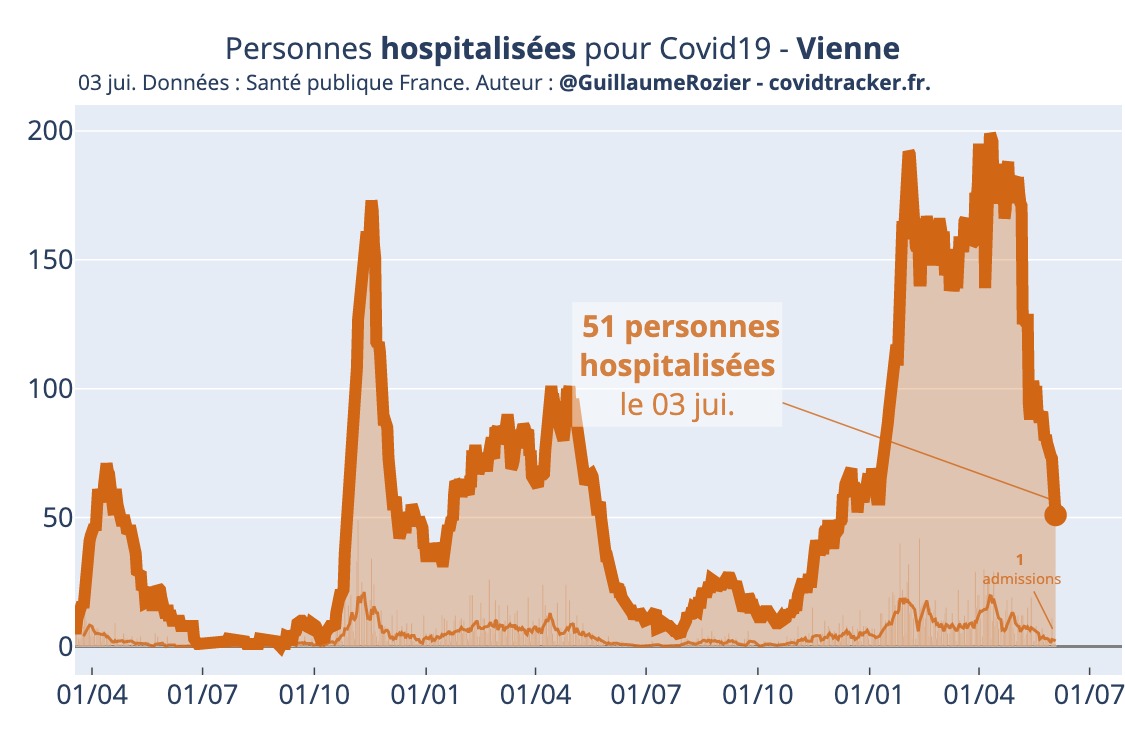 Personnes hospitalisées pour Covid19 - Vienne
03 jui. Données : Santé publique France. Auteur : @GuillaumeRozier - covidtracker.fr.
200
150
100
50
0
51 personnes
hospitalisées
le 03 jui.
1
admissions
01/04 01/07 01/10 01/01 01/04 01/07 01/10 01/01 01/04 01/07